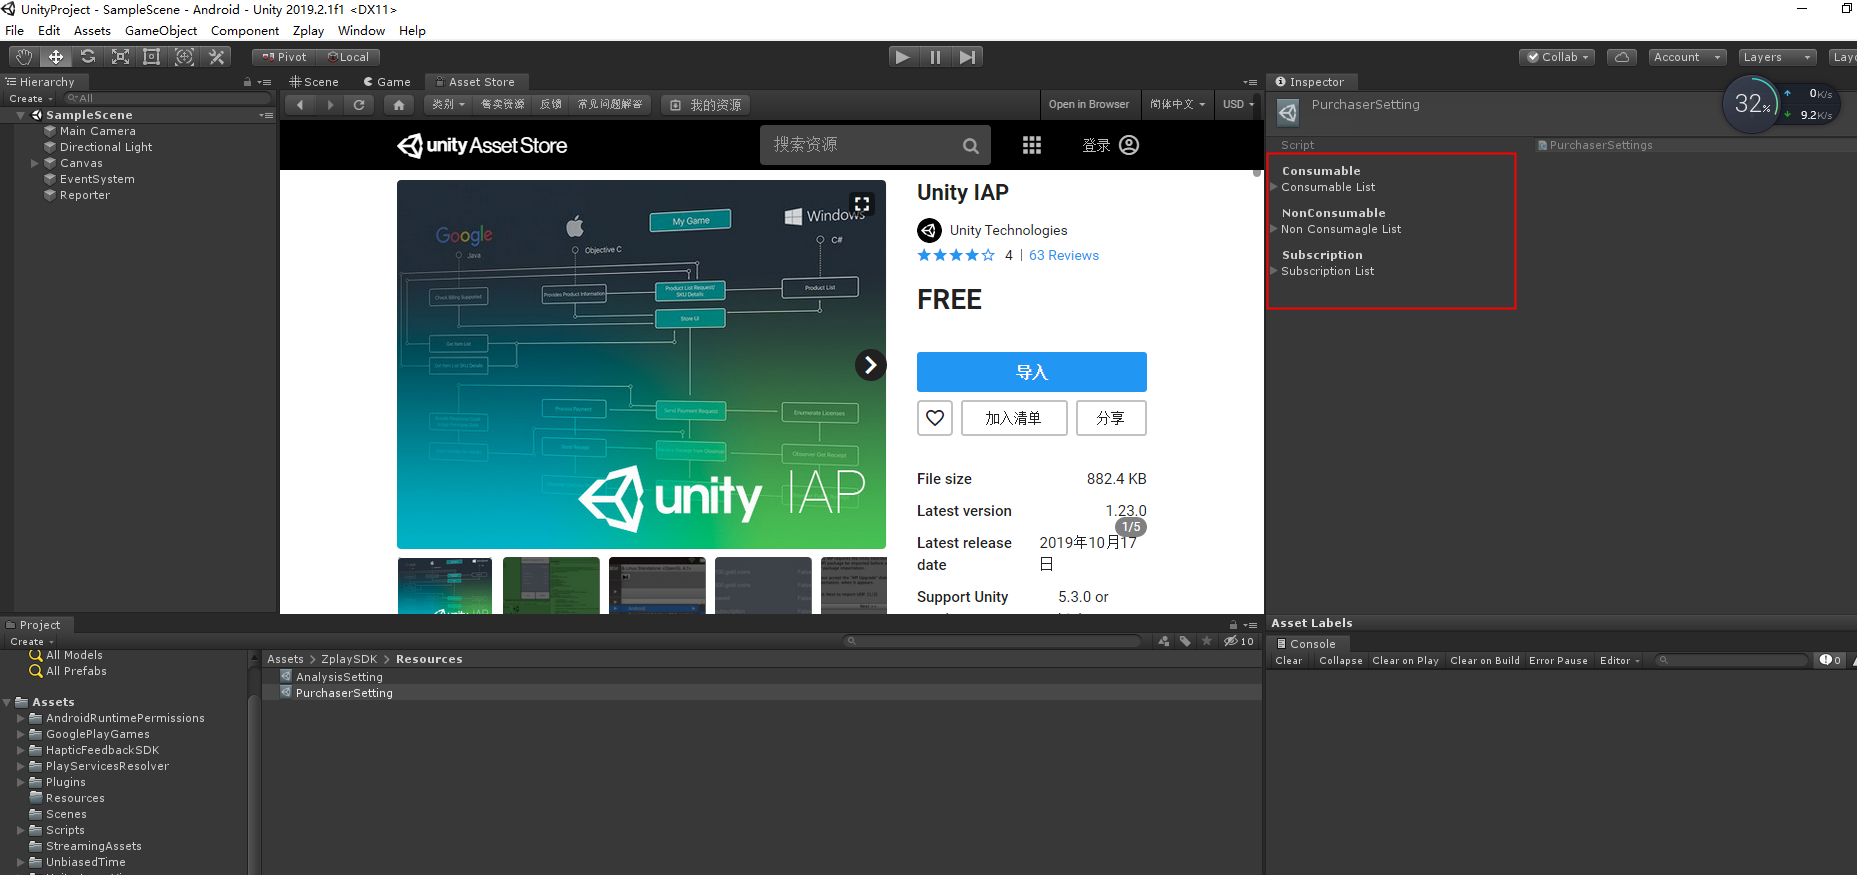 UnityProject - SampleScene - Android - Unity 2019.2.1f1 <DX11>
File Edit Assets GameObject Component Zplay Window Help
Pivot Local Collab Account Layers Layo
Hierarchy
Create All
SampleScene
Main Camera
Directional Light
Canvas
EventSystem
Reporter
Scene Game Asset Store
类别 售卖资源 反馈 常见问题解答 我的资源 Open in Browser 简体中文 USD
unity Asset Store 搜索资源 登录
Google
Java
Objective C
My Game
Windows
C#
Check Billing Supported
Provides Product Information
Product List Request/
SKU Details
Product List
Store UI
Get Item List
Get Item List SKU Details
Process Payment
Send Payment Request
Enumerate Licenses
unity IAP
Unity IAP
Unity Technologies
4 | 63 Reviews
FREE
导入
加入清单 分享
File size 882.4 KB
Latest version 1.23.0
1/5
Latest release date 2019年10月17日
Support Unity 5.3.0 or
Inspector
PurchaserSetting
32% 0K/s
9.2K/s
Script PurchaserSettings
Consumable
Consumable List
NonConsumable
Non Consumagle List
Subscription
Subscription List
Project
Create
10
All Models
All Prefabs
Assets
AndroidRuntimePermissions
GooglePlayGames
HapticFeedbackSDK
PlayServicesResolver
Plugins
Resources
Scenes
Scripts
StreamingAssets
UnbiasedTime
Assets > ZplaySDK > Resources
AnalysisSetting
PurchaserSetting
Asset Labels
Console
Clear Collapse Clear on Play Clear on Build Error Pause Editor 0